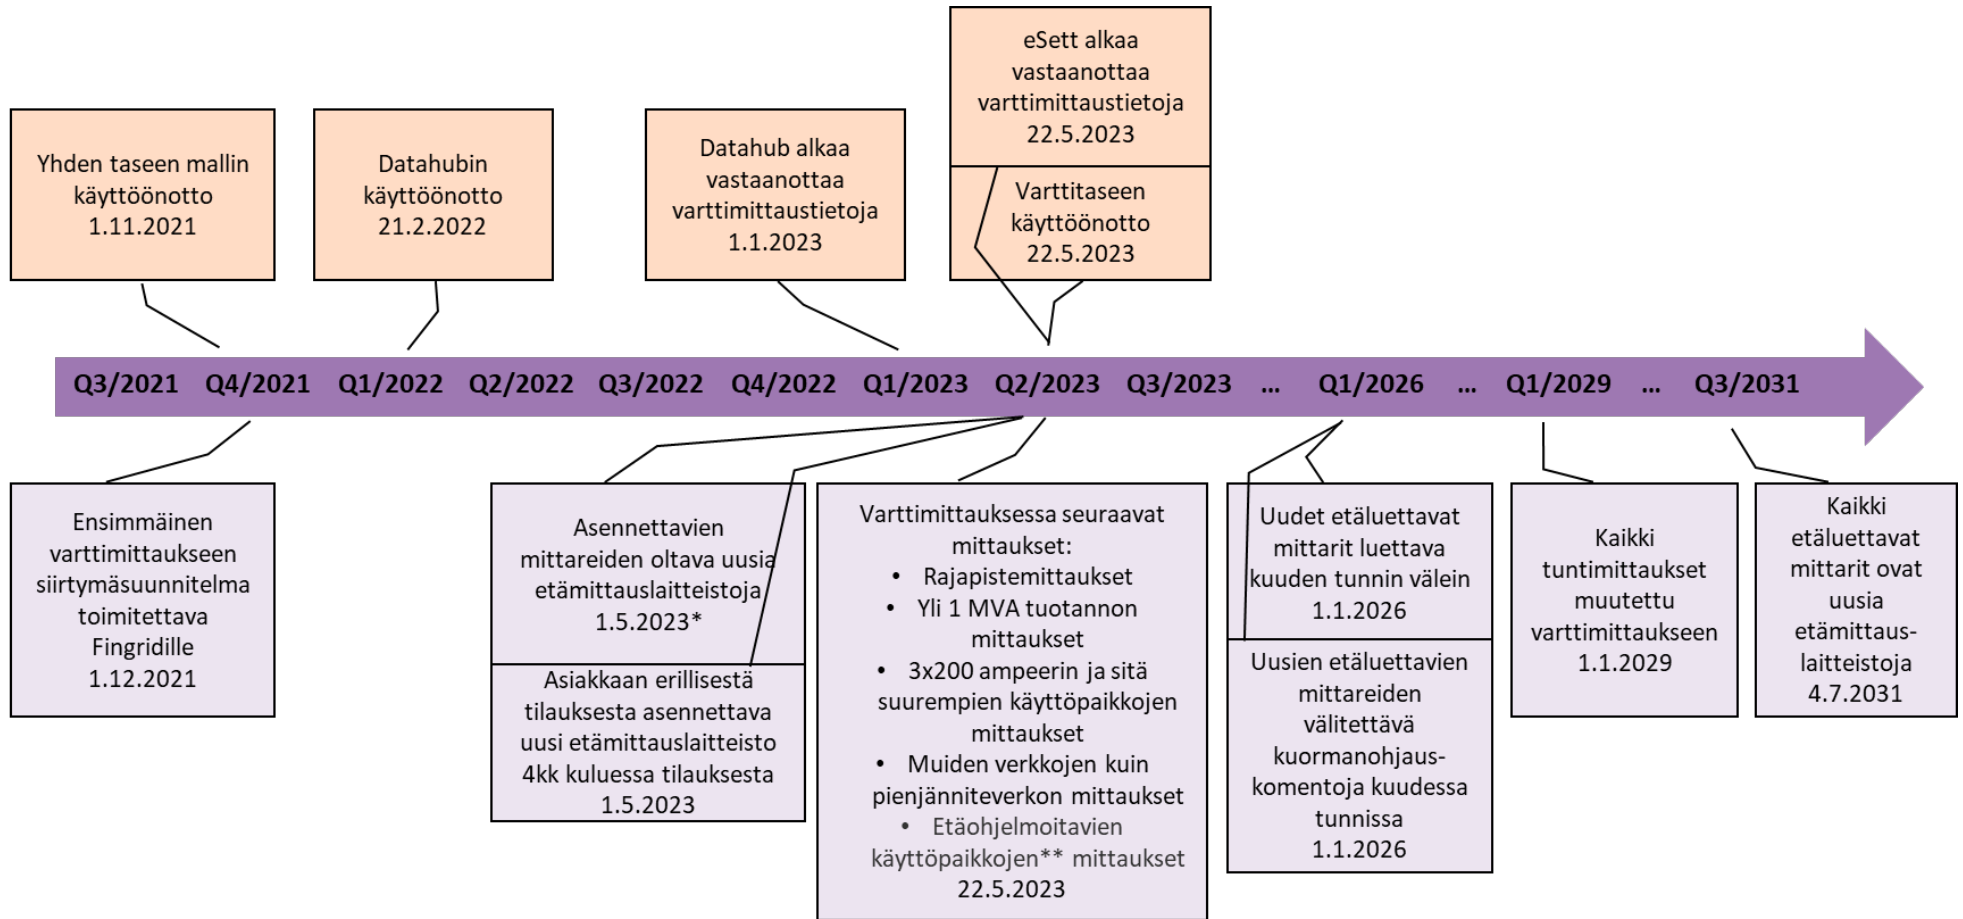 Yhden taseen mallin
käyttöönotto
1.11.2021
Datahubin
käyttöönotto
21.2.2022
Datahub alkaa
vastaanottaa
varttimittaustietoja
1.1.2023
eSett alkaa
vastaanottaa
varttimittaustietoja
22.5.2023
Varttitaseen
käyttöönotto
22.5.2023
Q3/2021 Q4/2021 Q1/2022 Q2/2022 Q3/2022 Q4/2022 Q1/2023 Q2/2023 Q3/2023 ... Q1/2026 ... Q1/2029 ... Q3/2031
Ensimmäinen
varttimittaukseen
siirtymäsuunnitelma
toimitettava
Fingridille
1.12.2021
Asennettavien
mittareiden oltava uusia
etämittauslaitteistoja
1.5.2023*
Asiakkaan erillisestä
tilauksesta asennettava
uusi etämittauslaitteisto
4kk kuluessa tilauksesta
1.5.2023
Varttimittauksessa seuraavat
mittaukset:
• Rajapistemittaukset
• Yli 1 MVA tuotannon
mittaukset
• 3x200 ampeerin ja sitä
suurempien käyttöpaikkojen
mittaukset
• Muiden verkkojen kuin
pienjänniteverkon mittaukset
• Etäohjelmoitavien
käyttöpaikkojen** mittaukset
22.5.2023
Uudet etäluettavat
mittarit luettava
kuuden tunnin välein
1.1.2026
Uusien etäluettavien
mittareiden
välitettävä
kuormanohjaus-
komentoja kuudessa
tunnissa
1.1.2026
Kaikki
tuntimittaukset
muutettu
varttimittaukseen
1.1.2029
Kaikki
etäluettavat
mittarit ovat
uusia
etämittaus-
laitteistoja
4.7.2031